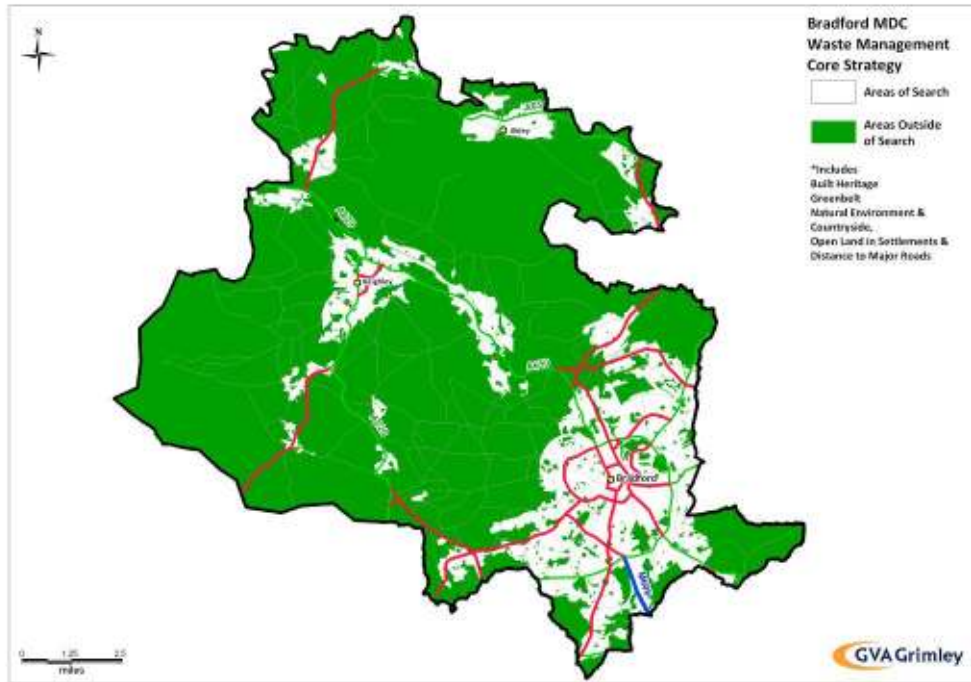 Bradford MDC
Waste Management
Core Strategy
Areas of Search
Areas Outside
of Search
*Includes
Built Heritage
Greenbelt
Natural Environment &
Countryside,
Open Land in Settlements &
Distance to Major Roads
N
A65
Ilkley
A650
Keighley
Bradford
0 1.25 2.5
miles
GVA Grimley